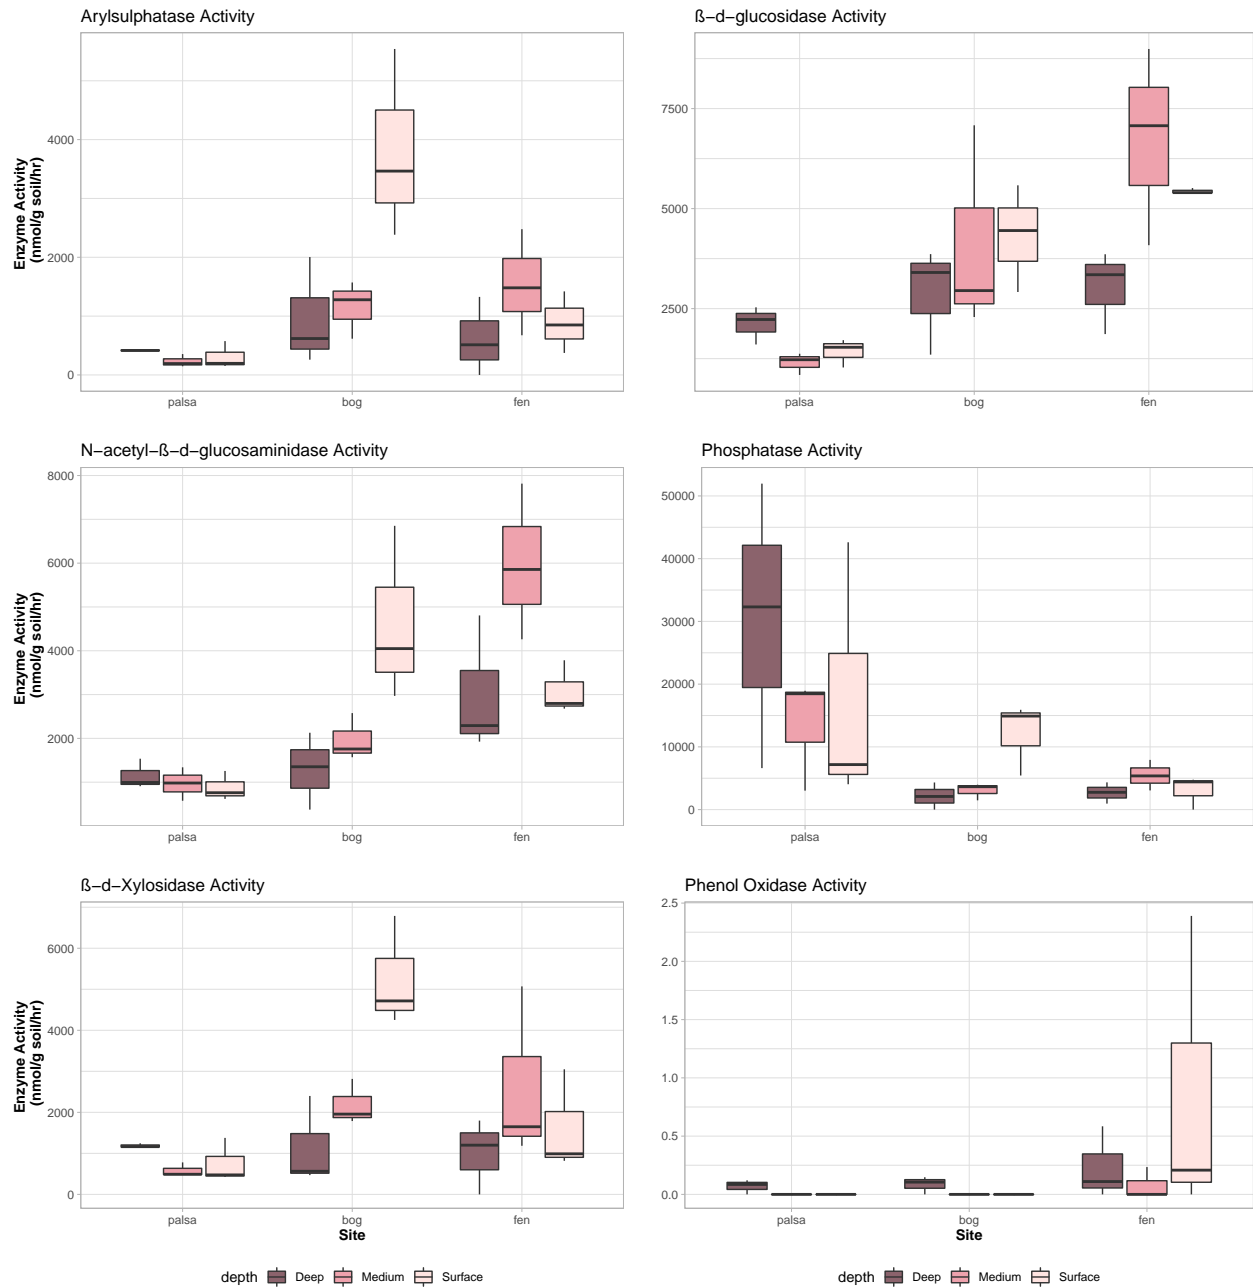 Arylsulphatase Activity
Enzyme Activity
(nmol/g soil/hr)
4000
2000
0
palsa bog fen
ß−d−glucosidase Activity
7500
5000
2500
palsa bog fen
N−acetyl−ß−d−glucosaminidase Activity
Enzyme Activity
(nmol/g soil/hr)
8000
6000
4000
2000
palsa bog fen
Phosphatase Activity
50000
40000
30000
20000
10000
0
palsa bog fen
ß−d−Xylosidase Activity
Enzyme Activity
(nmol/g soil/hr)
6000
4000
2000
0
palsa bog fen
Site
depth Deep Medium Surface
Phenol Oxidase Activity
2.5
2.0
1.5
1.0
0.5
0.0
palsa bog fen
Site
depth Deep Medium Surface